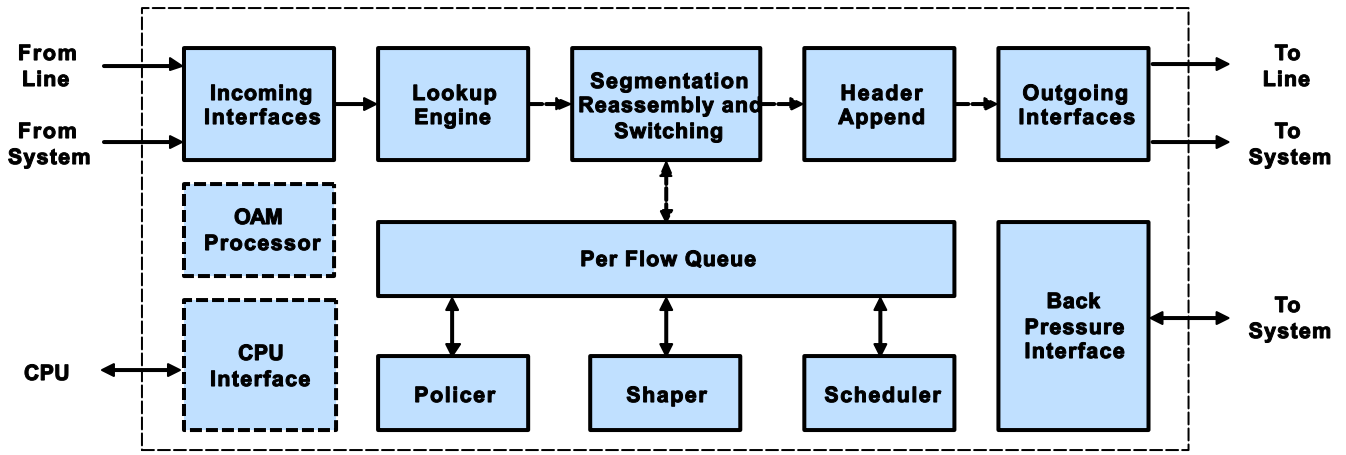 From
Line
From
System
CPU
Incoming
Interfaces
Lookup
Engine
Segmentation
Reassembly and
Switching
Header
Append
Outgoing
Interfaces
To
Line
To
System
OAM
Processor
Per Flow Queue
CPU
Interface
Policer
Shaper
Scheduler
Back
Pressure
Interface
To
System